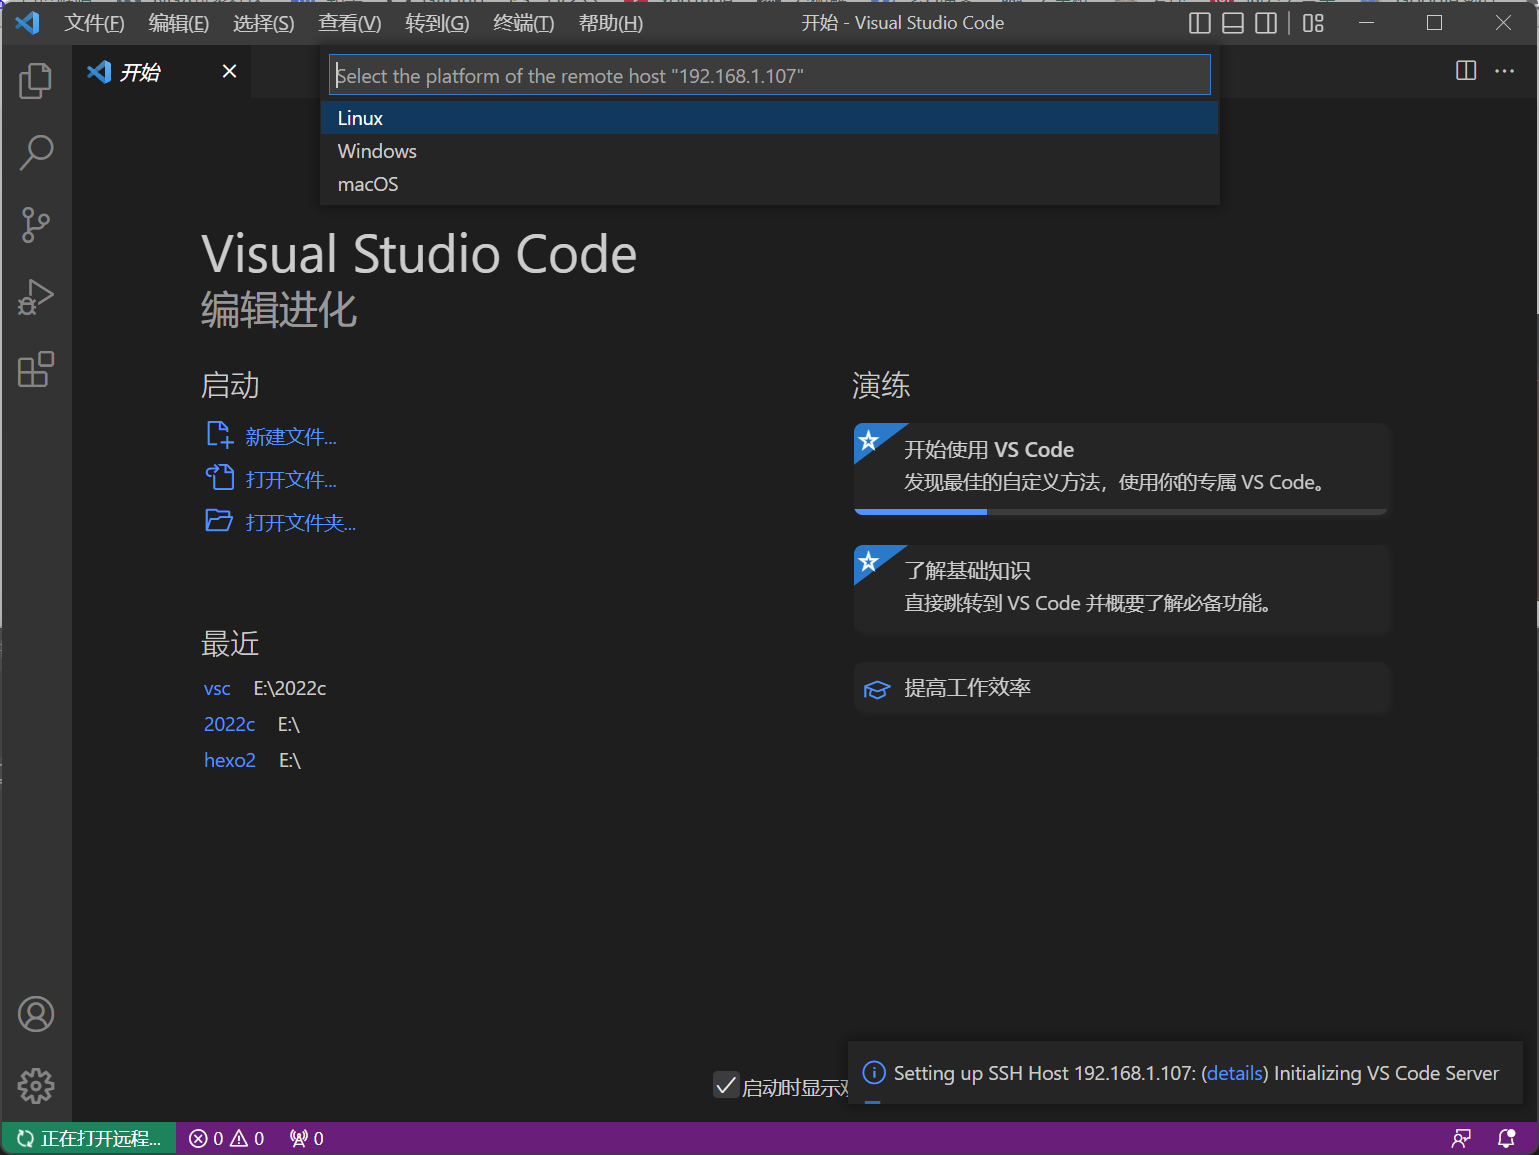 文件(F) 编辑(E) 选择(S) 查看(V) 转到(G) 终端(T) 帮助(H) 开始 - Visual Studio Code
开始
Select the platform of the remote host "192.168.1.107"
Linux
Windows
macOS
Visual Studio Code
编辑进化
启动
新建文件...
打开文件...
打开文件夹...
最近
vsc E:\2022c
2022c E:\
hexo2 E:\
演练
开始使用 VS Code
发现最佳的自定义方法，使用你的专属 VS Code。
了解基础知识
直接跳转到 VS Code 并概要了解必备功能。
提高工作效率
启动时显示
Setting up SSH Host 192.168.1.107: (details) Initializing VS Code Server
正在打开远程... 0 0 0